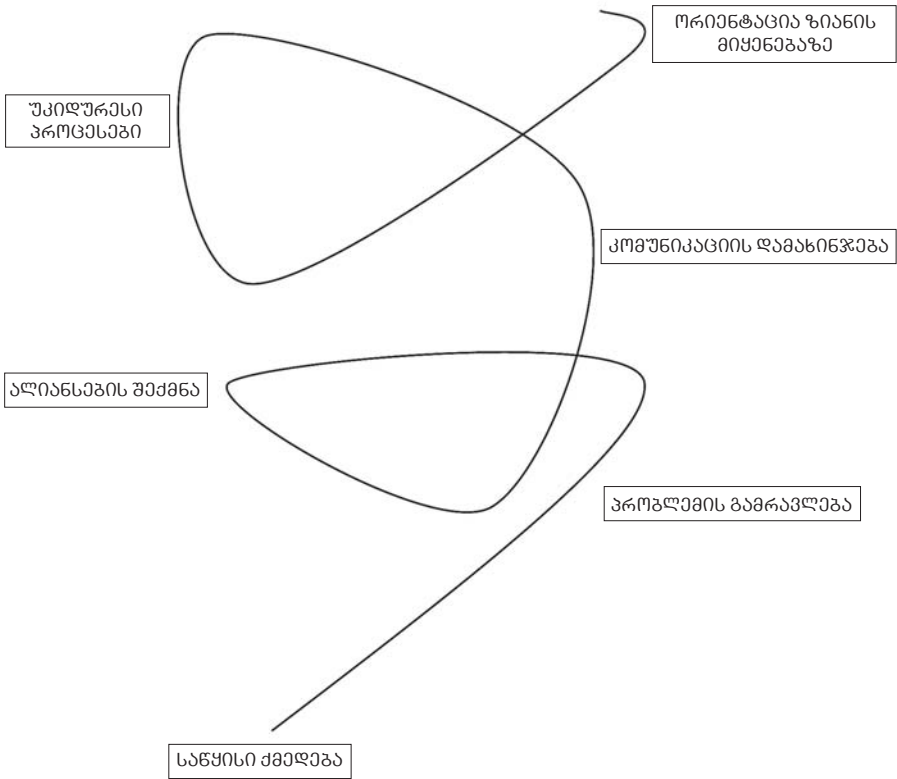 ორიენტაცია ზიანის
მიყენებაზე
უკიდურესი
პროცესები
კომუნიკაციის დამახინჯება
ალიანსების შექმნა
პრობლემის გამრავლება
საწყისი ქმედება